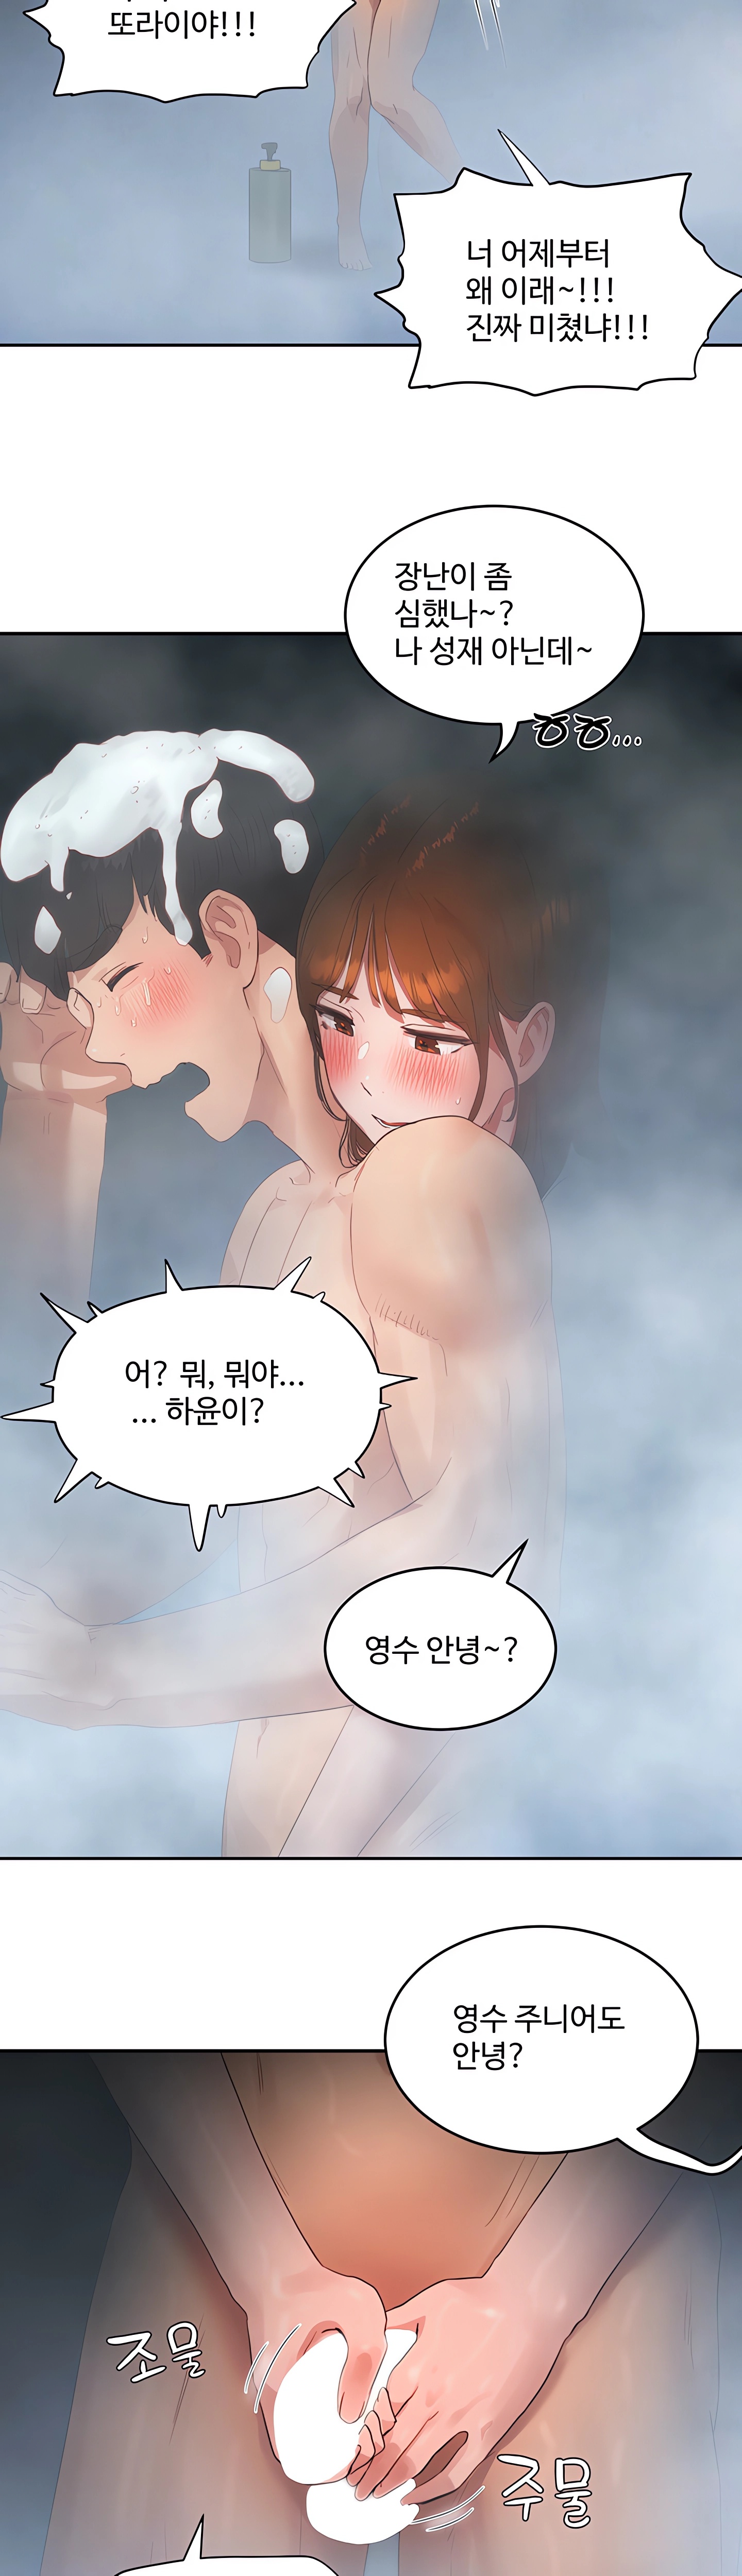 또라이야!!!
너 어제부터
왜 이래~!!!
진짜 미쳤냐!!!
장난이 좀
심했나~?
나 성재 아닌데~
ㅎㅎ...
어? 뭐, 뭐야...
... 하윤이?
영수 안녕~?
영수 주니어도
안녕?
조물
주물